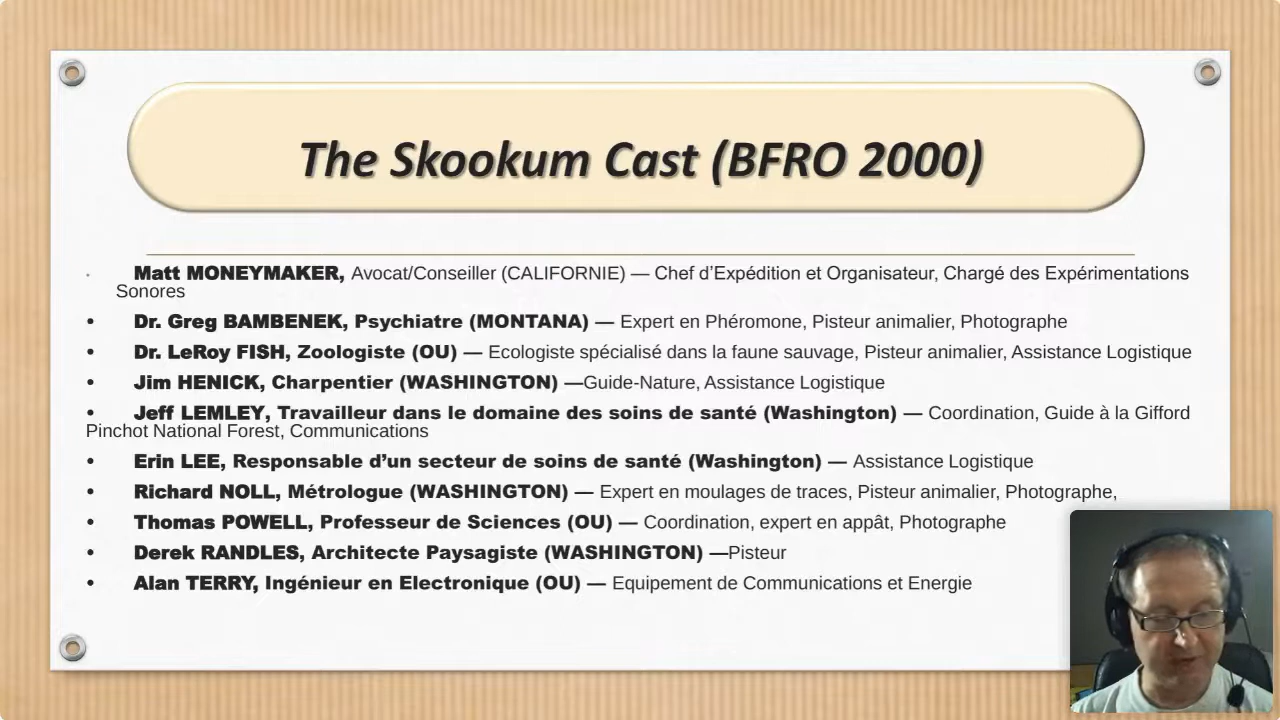 The Skookum Cast (BFRO 2000)
• Matt MONEYMAKER, Avocat/Conseiller (CALIFORNIE) — Chef d’Expédition et Organisateur, Chargé des Expérimentations
Sonores
• Dr. Greg BAMBENEK, Psychiatre (MONTANA) — Expert en Phéromone, Pisteur animalier, Photographe
• Dr. LeRoy FISH, Zoologiste (OU) — Ecologiste spécialisé dans la faune sauvage, Pisteur animalier, Assistance Logistique
• Jim HENICK, Charpentier (WASHINGTON) —Guide-Nature, Assistance Logistique
• Jeff LEMLEY, Travailleur dans le domaine des soins de santé (Washington) — Coordination, Guide à la Gifford
Pinchot National Forest, Communications
• Erin LEE, Responsable d’un secteur de soins de santé (Washington) — Assistance Logistique
• Richard NOLL, Métrologue (WASHINGTON) — Expert en moulages de traces, Pisteur animalier, Photographe,
• Thomas POWELL, Professeur de Sciences (OU) — Coordination, expert en appât, Photographe
• Derek RANDLES, Architecte Paysagiste (WASHINGTON) —Pisteur
• Alan TERRY, Ingénieur en Electronique (OU) — Equipement de Communications et Energie